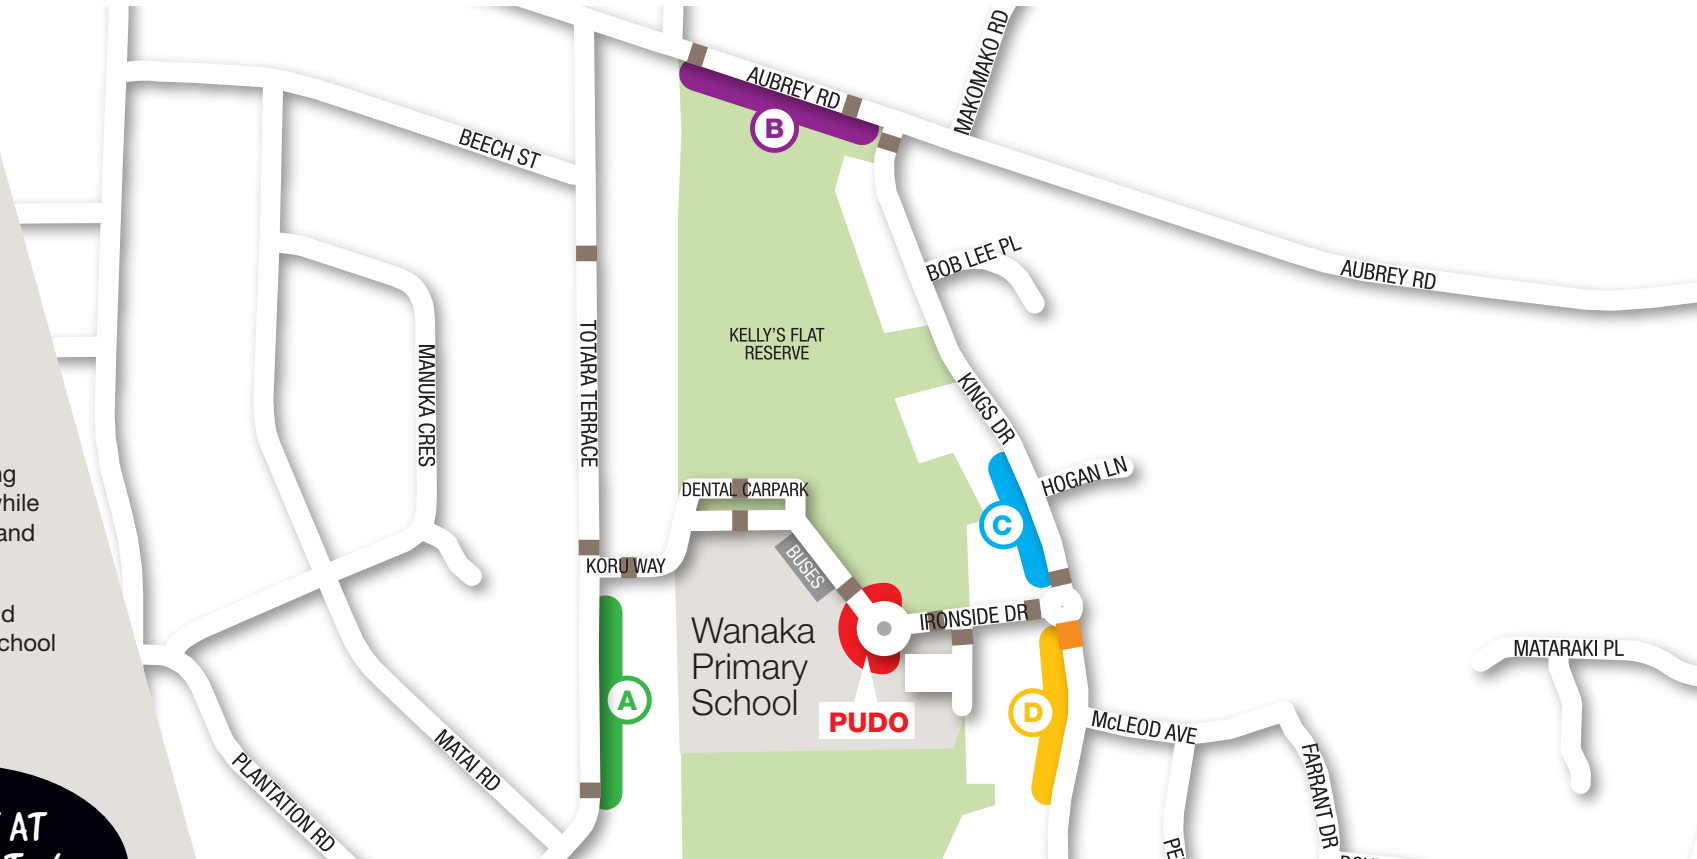 MAKOMAKO RD
AUBREY RD
B
BEECH ST
BOB LEE PL
AUBREY RD
KELLY'S FLAT
RESERVE
TOTARA TERRACE
MANUKA CRES
KINGS DR
HOGAN LN
DENTAL CARPARK
C
KORU WAY
BUSES
IRONSIDE DR
Wanaka
Primary
School
PUDO
A
D
McLEOD AVE
MATARAKI PL
FARRANT DR
MATAI RD
PLANTATION RD
and
AT